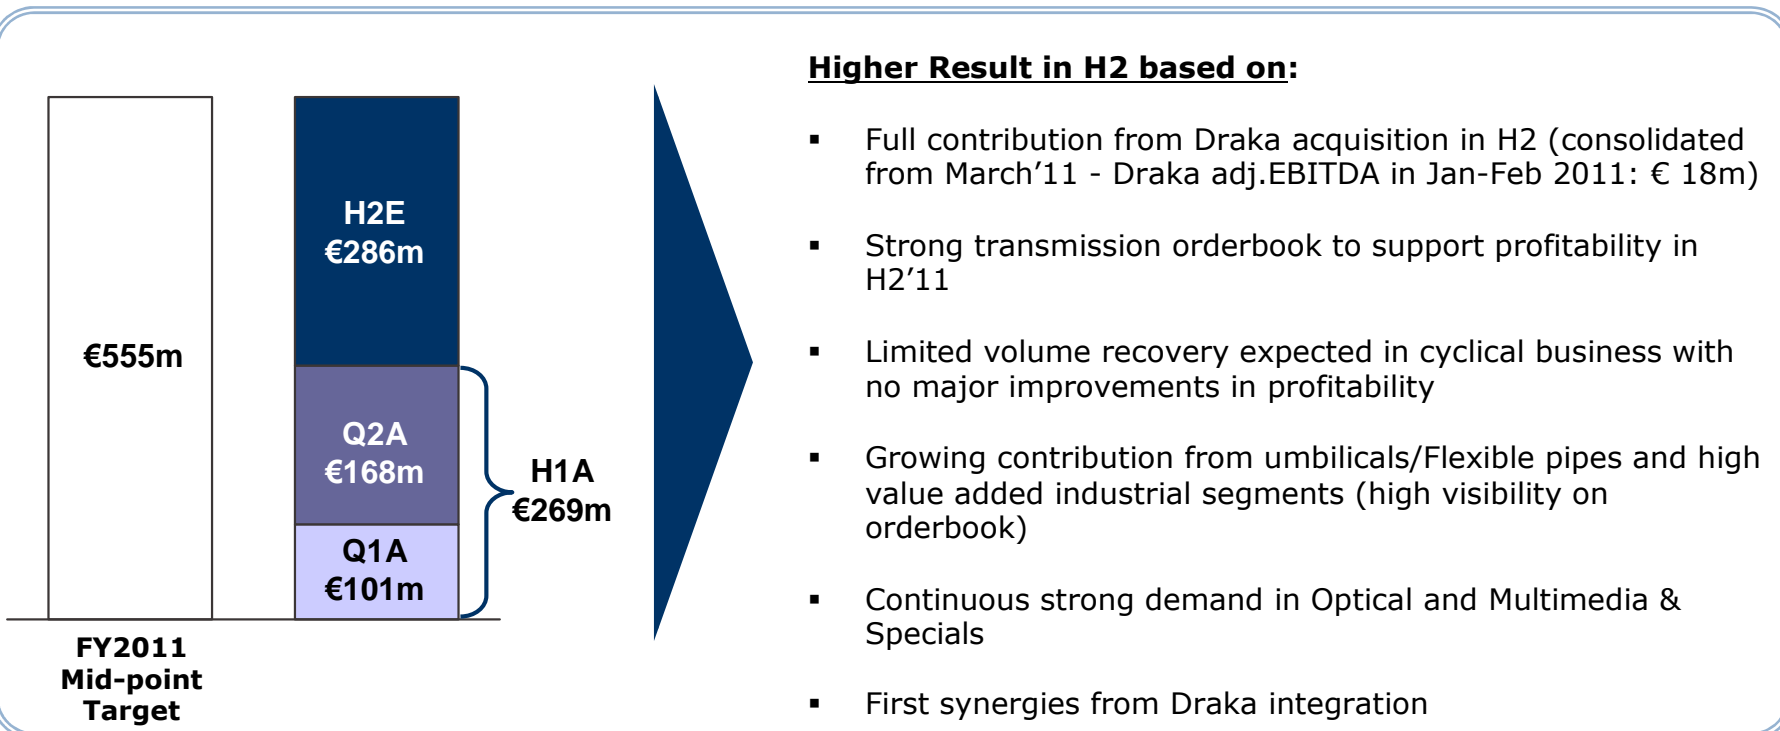 €555m
FY2011
Mid-point
Target
H2E
€286m
Q2A
€168m
Q1A
€101m
H1A
€269m
Higher Result in H2 based on:
▪ Full contribution from Draka acquisition in H2 (consolidated
from March’11 - Draka adj.EBITDA in Jan-Feb 2011: € 18m)
▪ Strong transmission orderbook to support profitability in
H2’11
▪ Limited volume recovery expected in cyclical business with
no major improvements in profitability
▪ Growing contribution from umbilicals/Flexible pipes and high
value added industrial segments (high visibility on
orderbook)
▪ Continuous strong demand in Optical and Multimedia &
Specials
▪ First synergies from Draka integration